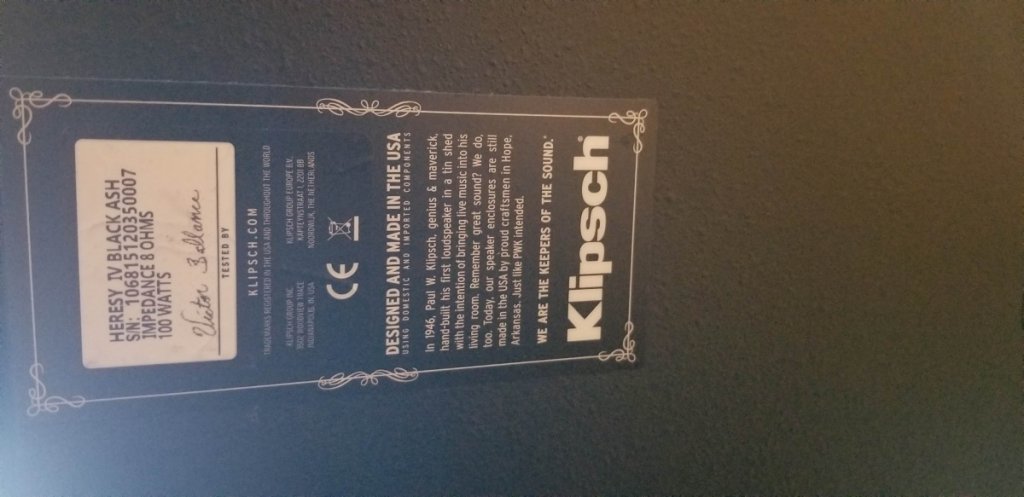 HERESY IV BLACK ASH
S/N: 106815120350007
IMPEDANCE 8 OHMS
100 WATTS
Victor Ballance
TESTED BY
KLIPSCH.COM
TRADEMARK REGISTERED IN THE USA AND THROUGHOUT THE WORLD
KLIPSCH GROUP INC.
3502 WOODVIEW TRACE
INDIANAPOLIS, IN. USA
KLIPSCH GROUP EUROPE B.V.
KAPTEYNSTRAAT 1, 2201 BB
NOORDWIJK, THE NETHERLANDS
CE
DESIGNED AND MADE IN THE USA
USING DOMESTIC AND IMPORTED COMPONENTS
In 1946, Paul W. Klipsch, genius & maverick,
hand-built his first loudspeaker in a tin shed
with the intention of bringing live music into his
living room. Remember great sound? We do,
too. Today, our speaker enclosures are still
made in the USA by proud craftsmen in Hope,
Arkansas. Just like PWK intended.
WE ARE THE KEEPERS OF THE SOUND.®
Klipsch®